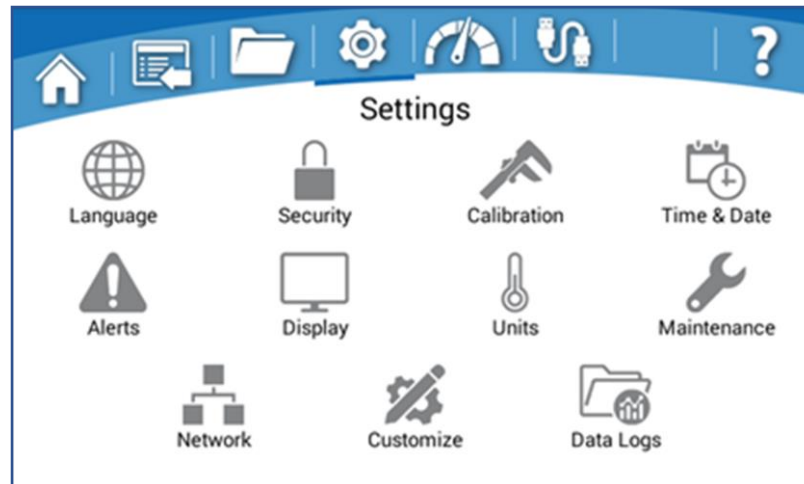 Settings
Language Security Calibration Time & Date
Alerts Display Units Maintenance
Network Customize Data Logs